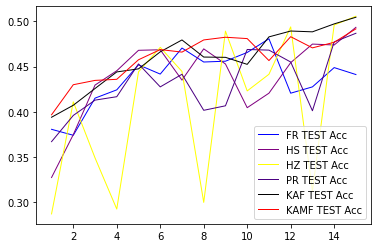 0.50
0.45
0.40
0.35
0.30
2 4 6 8 10 12 14
FR TEST Acc
HS TEST Acc
HZ TEST Acc
PR TEST Acc
KAF TEST Acc
KAMF TEST Acc